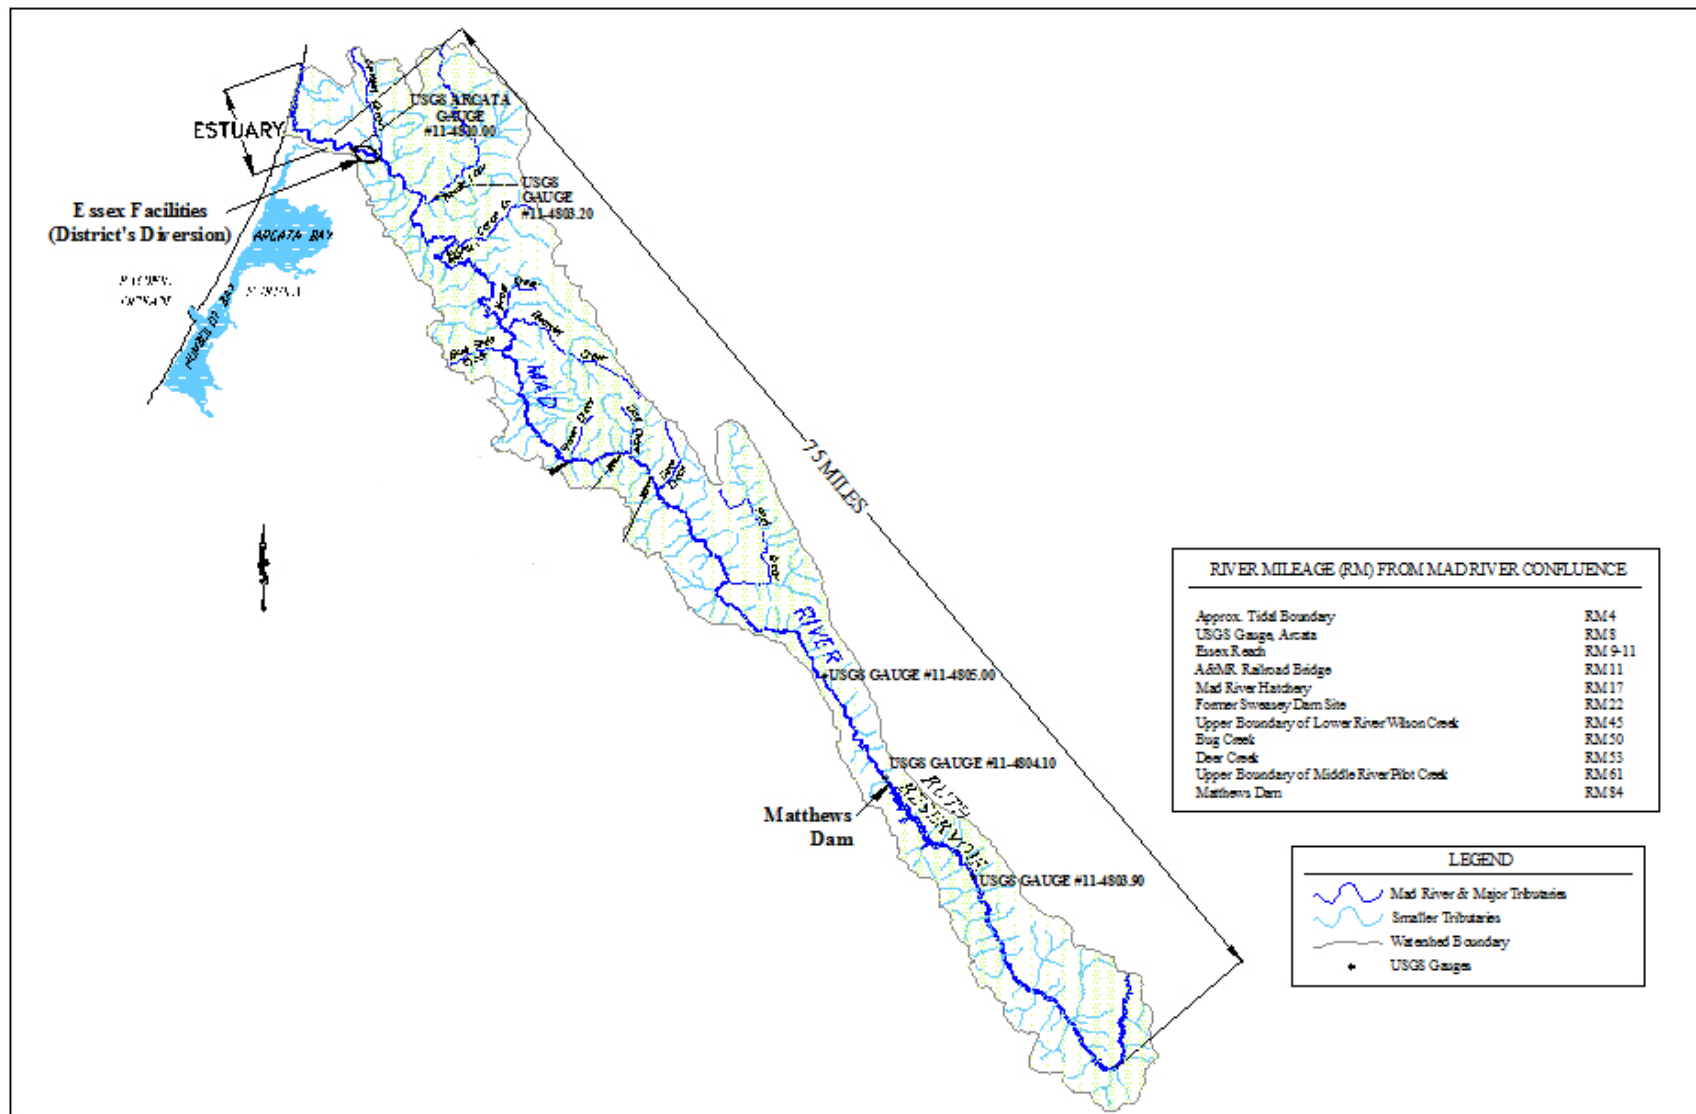 USGS ARCATA
GAUGE
#11-4810.00
ESTUARY
USGS
GAUGE
#11-4803.20
Essex Facilities
(District's Diversion)
ARCATA BAY
HUMBOLDT BAY
MAD
75 MILES
RIVER
USGS GAUGE #11-4805.00
USGS GAUGE #11-4804.10
RUTH
RESERVOIR
Matthews
Dam
USGS GAUGE #11-4803.90
RIVER MILEAGE (RM) FROM MAD RIVER CONFLUENCE
Approx. Tidal Boundary RM 4
USGS Gauge, Arcata RM 8
Essex Reach RM 9-11
A&MR Railroad Bridge RM 11
Mad River Hatchery RM 17
Former Sweasey Dam Site RM 22
Upper Boundary of Lower River Wilson Creek RM 45
Bug Creek RM 50
Deer Creek RM 53
Upper Boundary of Middle River Pilot Creek RM 61
Matthews Dam RM 84
LEGEND
Mad River & Major Tributaries
Smaller Tributaries
Watershed Boundary
USGS Gauges